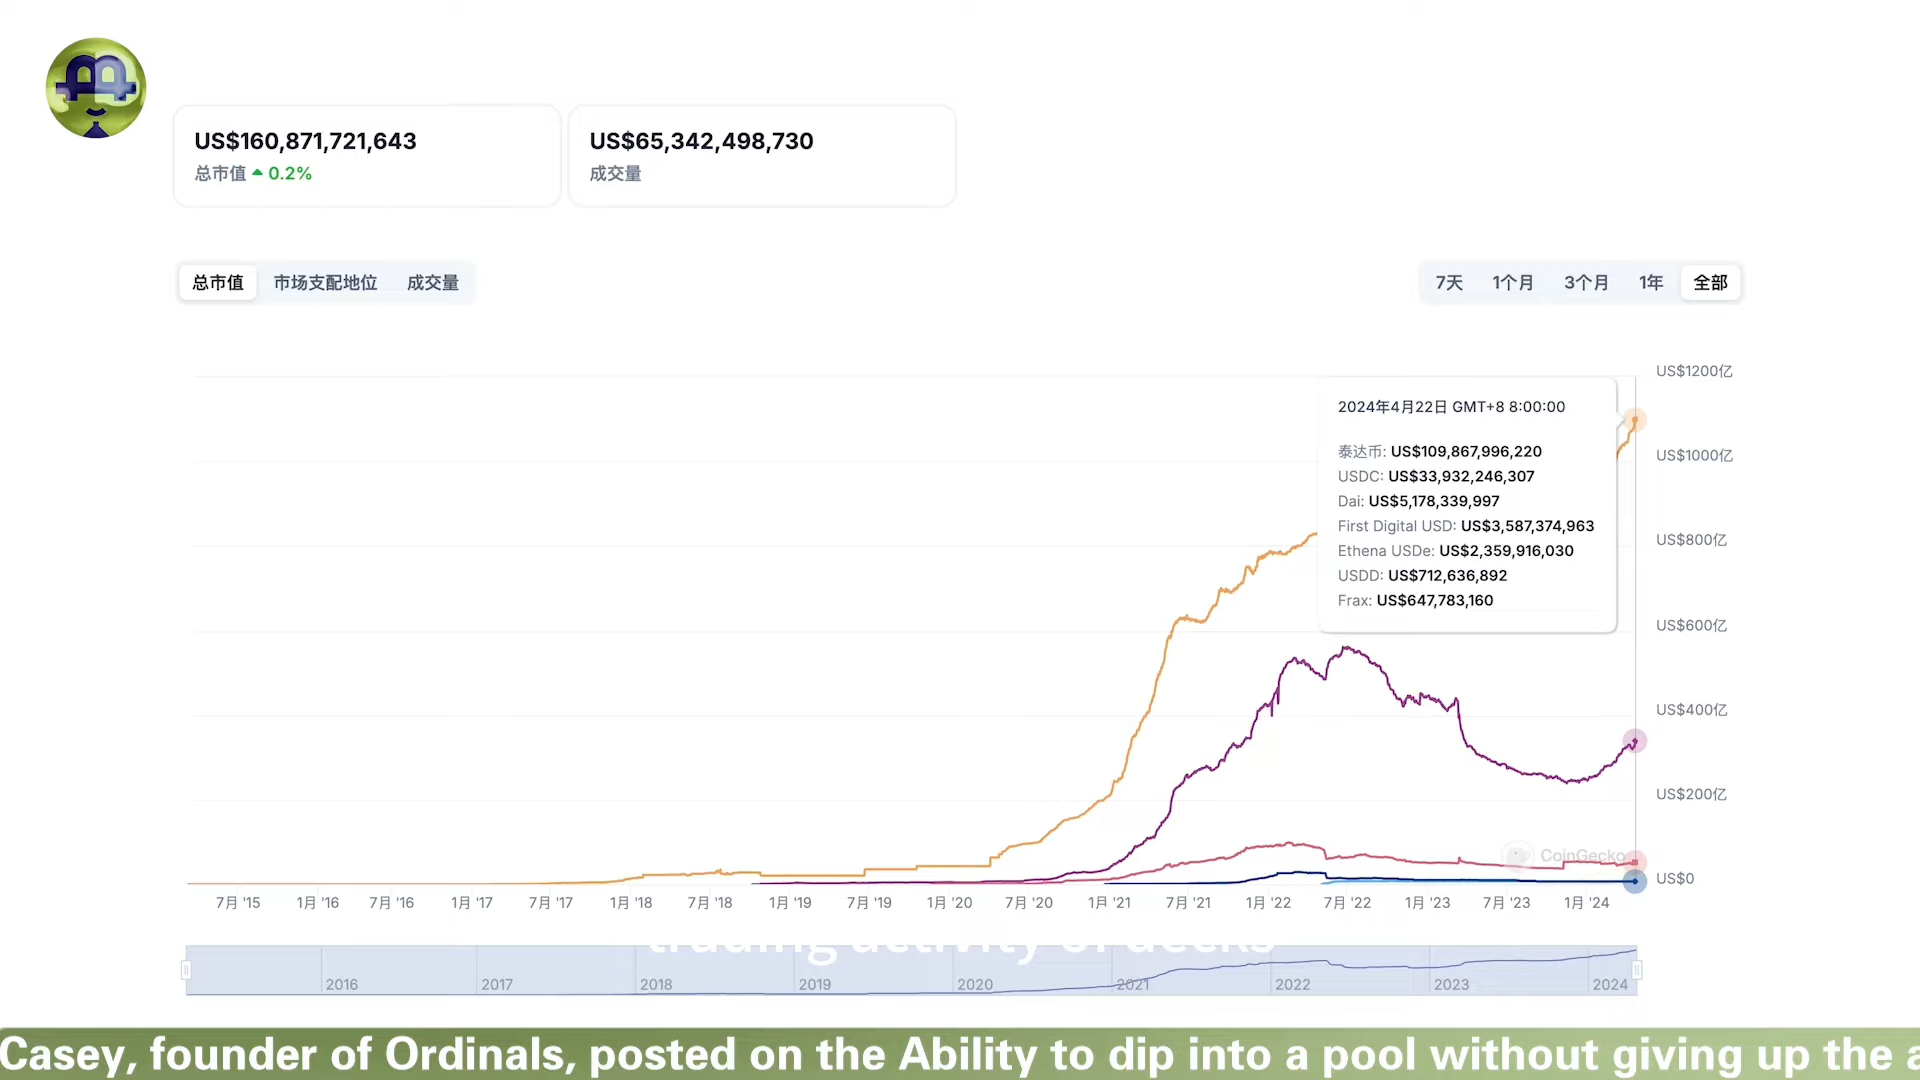 US$160,871,721,643
总市值 0.2%
US$65,342,498,730
成交量
总市值 市场支配地位 成交量
7天 1个月 3个月 1年 全部
US$1200亿
US$1000亿
US$800亿
US$600亿
US$400亿
US$200亿
US$0
2024年4月22日 GMT+8 8:00:00
泰达币: US$109,867,996,220
USDC: US$33,932,246,307
Dai: US$5,178,339,997
First Digital USD: US$3,587,374,963
Ethena USDe: US$2,359,916,030
USDD: US$712,636,892
Frax: US$647,783,160
CoinGecko
7月 '15 1月 '16 7月 '16 1月 '17 7月 '17 1月 '18 7月 '18 1月 '19 7月 '19 1月 '20 7月 '20 1月 '21 7月 '21 1月 '22 7月 '22 1月 '23 7月 '23 1月 '24
trading activity of decks
2016 2017 2018 2019 2020 2021 2022 2023 2024
Casey, founder of Ordinals, posted on the Ability to dip into a pool without giving up the a